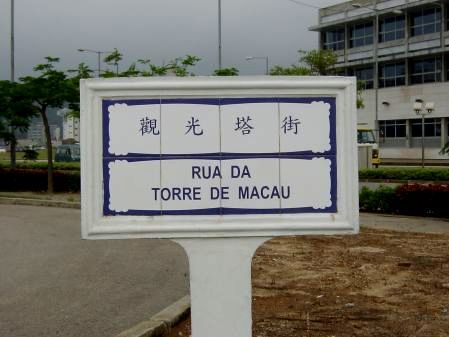 觀光塔街
RUA DA
TORRE DE MACAU